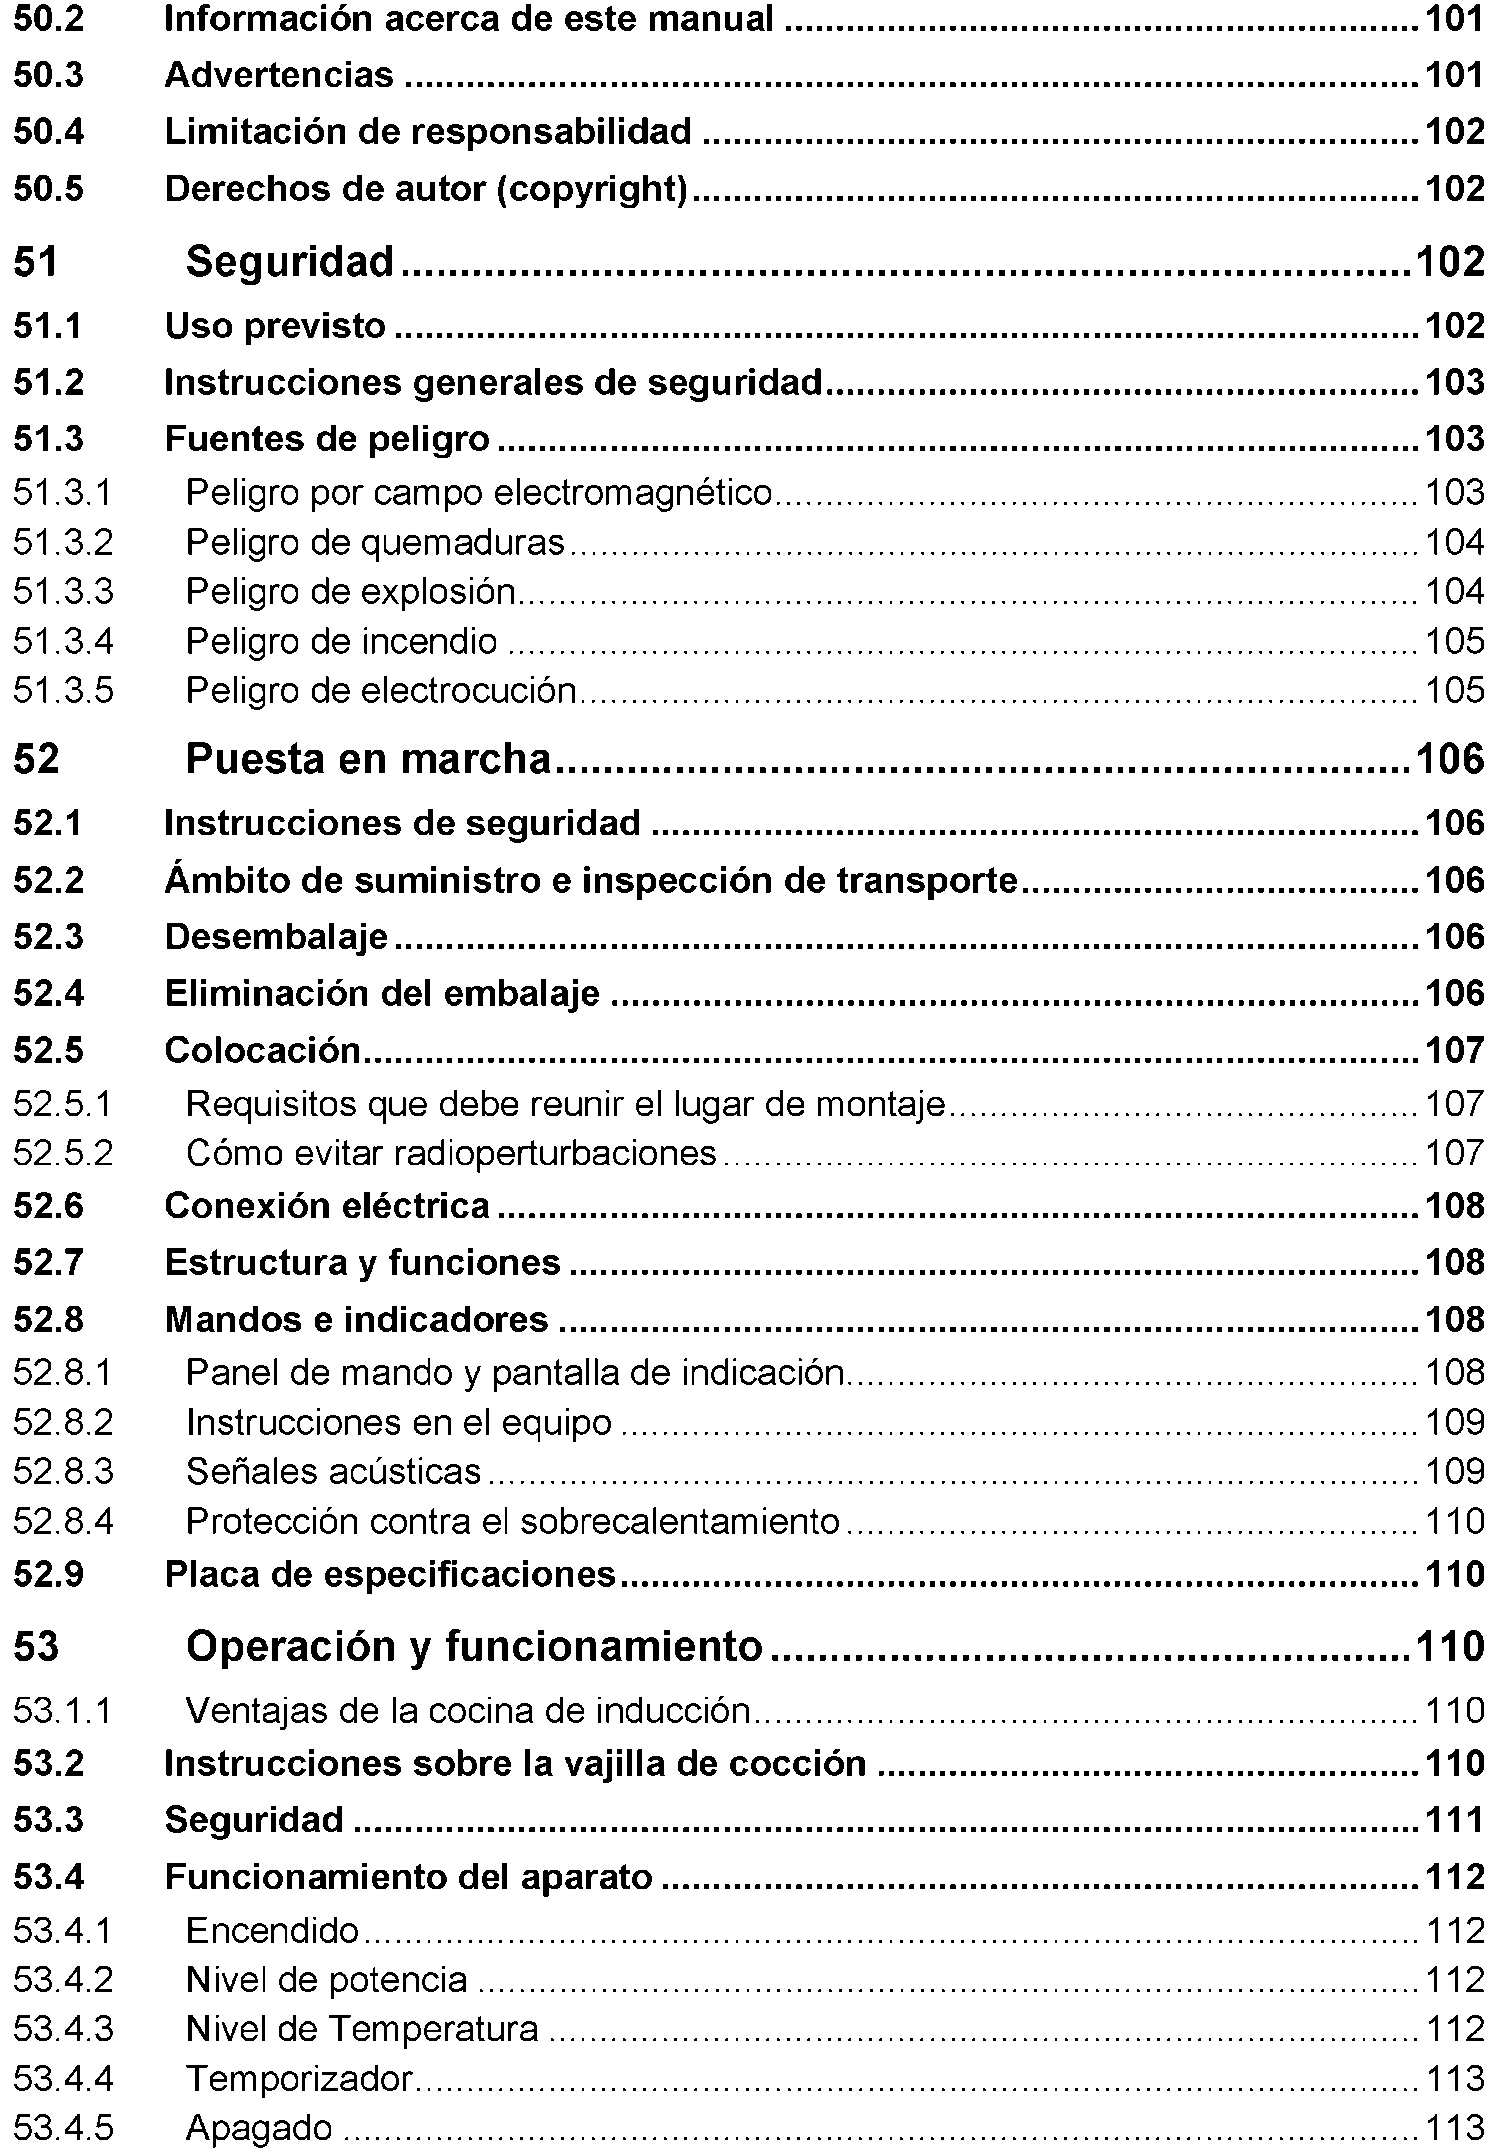 50.2 Información acerca de este manual ........ 101
50.3 Advertencias ........ 101
50.4 Limitación de responsabilidad ........ 102
50.5 Derechos de autor (copyright) ........ 102
51 Seguridad ........ 102
51.1 Uso previsto ........ 102
51.2 Instrucciones generales de seguridad ........ 103
51.3 Fuentes de peligro ........ 103
51.3.1 Peligro por campo electromagnético ........ 103
51.3.2 Peligro de quemaduras ........ 104
51.3.3 Peligro de explosión ........ 104
51.3.4 Peligro de incendio ........ 105
51.3.5 Peligro de electrocución ........ 105
52 Puesta en marcha ........ 106
52.1 Instrucciones de seguridad ........ 106
52.2 Ámbito de suministro e inspección de transporte ........ 106
52.3 Desembalaje ........ 106
52.4 Eliminación del embalaje ........ 106
52.5 Colocación ........ 107
52.5.1 Requisitos que debe reunir el lugar de montaje ........ 107
52.5.2 Cómo evitar radioperturbaciones ........ 107
52.6 Conexión eléctrica ........ 108
52.7 Estructura y funciones ........ 108
52.8 Mandos e indicadores ........ 108
52.8.1 Panel de mando y pantalla de indicación ........ 108
52.8.2 Instrucciones en el equipo ........ 109
52.8.3 Señales acústicas ........ 109
52.8.4 Protección contra el sobrecalentamiento ........ 110
52.9 Placa de especificaciones ........ 110
53 Operación y funcionamiento ........ 110
53.1.1 Ventajas de la cocina de inducción ........ 110
53.2 Instrucciones sobre la vajilla de cocción ........ 110
53.3 Seguridad ........ 111
53.4 Funcionamiento del aparato ........ 112
53.4.1 Encendido ........ 112
53.4.2 Nivel de potencia ........ 112
53.4.3 Nivel de Temperatura ........ 112
53.4.4 Temporizador ........ 113
53.4.5 Apagado ........ 113